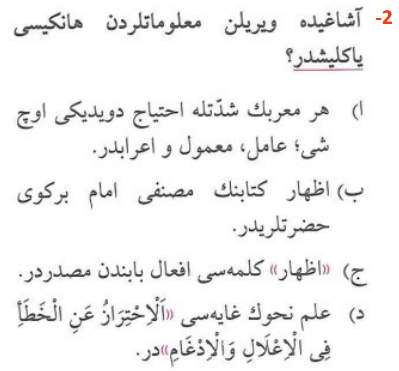 2- آشاغیده ویریلن معلوماتلردن هانکیسی
یاکلیشدر؟
ا) هر معربك شدّتله احتیاج دویدیکی اوچ
شی؛ عامل، معمول و اعرابدر.
ب) اظهار کتابنك مصنفی امام برکوی
حضرتلریدر.
ج) «اظهار» کلمه‌سی افعال بابندن مصدردر.
د) علم نحوك غایه‌سی «اَلْاِحْتِرَازُ عَنِ الْخَطَأِ
فِی الْاِعْلَالِ وَالْاِدْغَامِ»در.